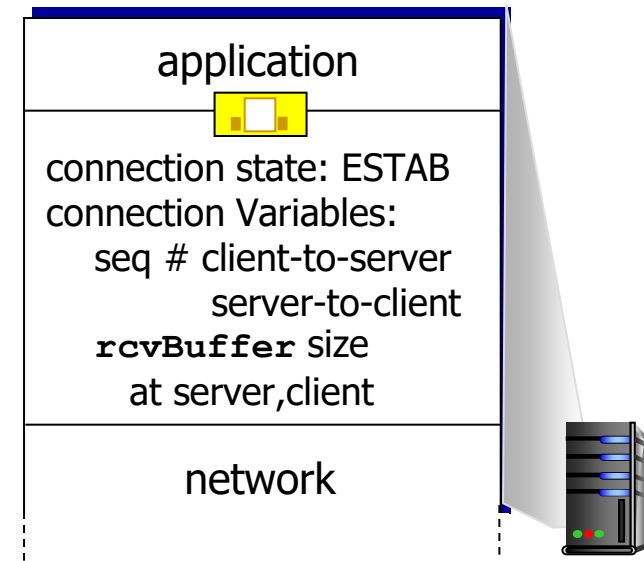 application
connection state: ESTAB
connection Variables:
seq # client-to-server
server-to-client
rcvBuffer size
at server,client
network